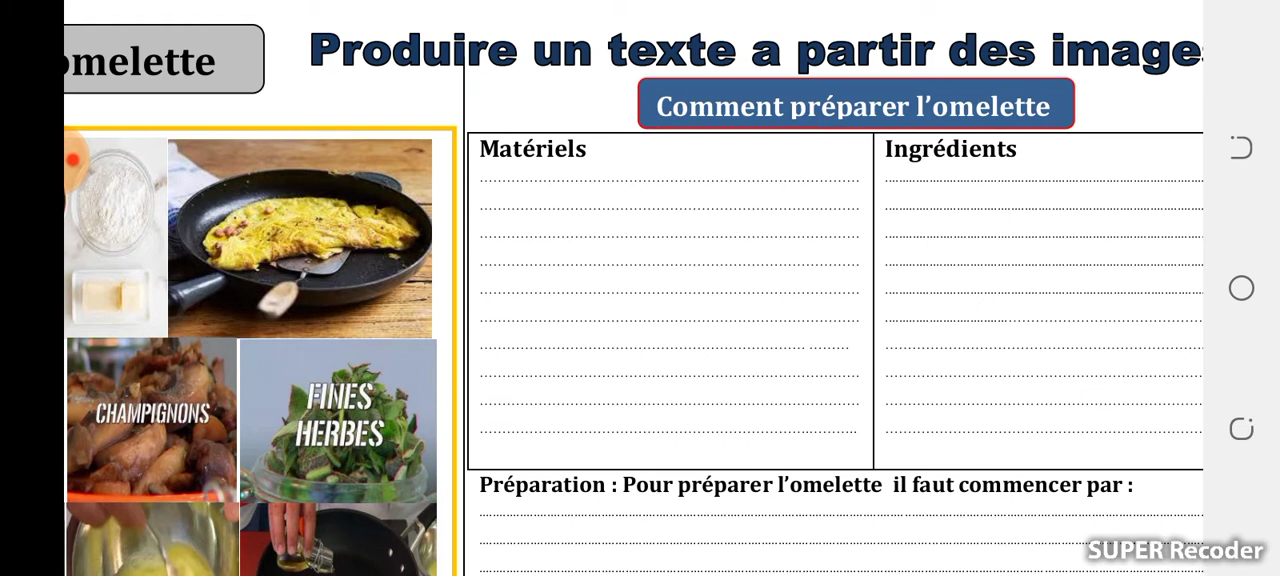 omelette
Produire un texte a partir des images
Comment préparer l’omelette
Matériels
Ingrédients
CHAMPIGNONS
FINES
HERBES
Préparation : Pour préparer l’omelette il faut commencer par :
SUPER Recoder